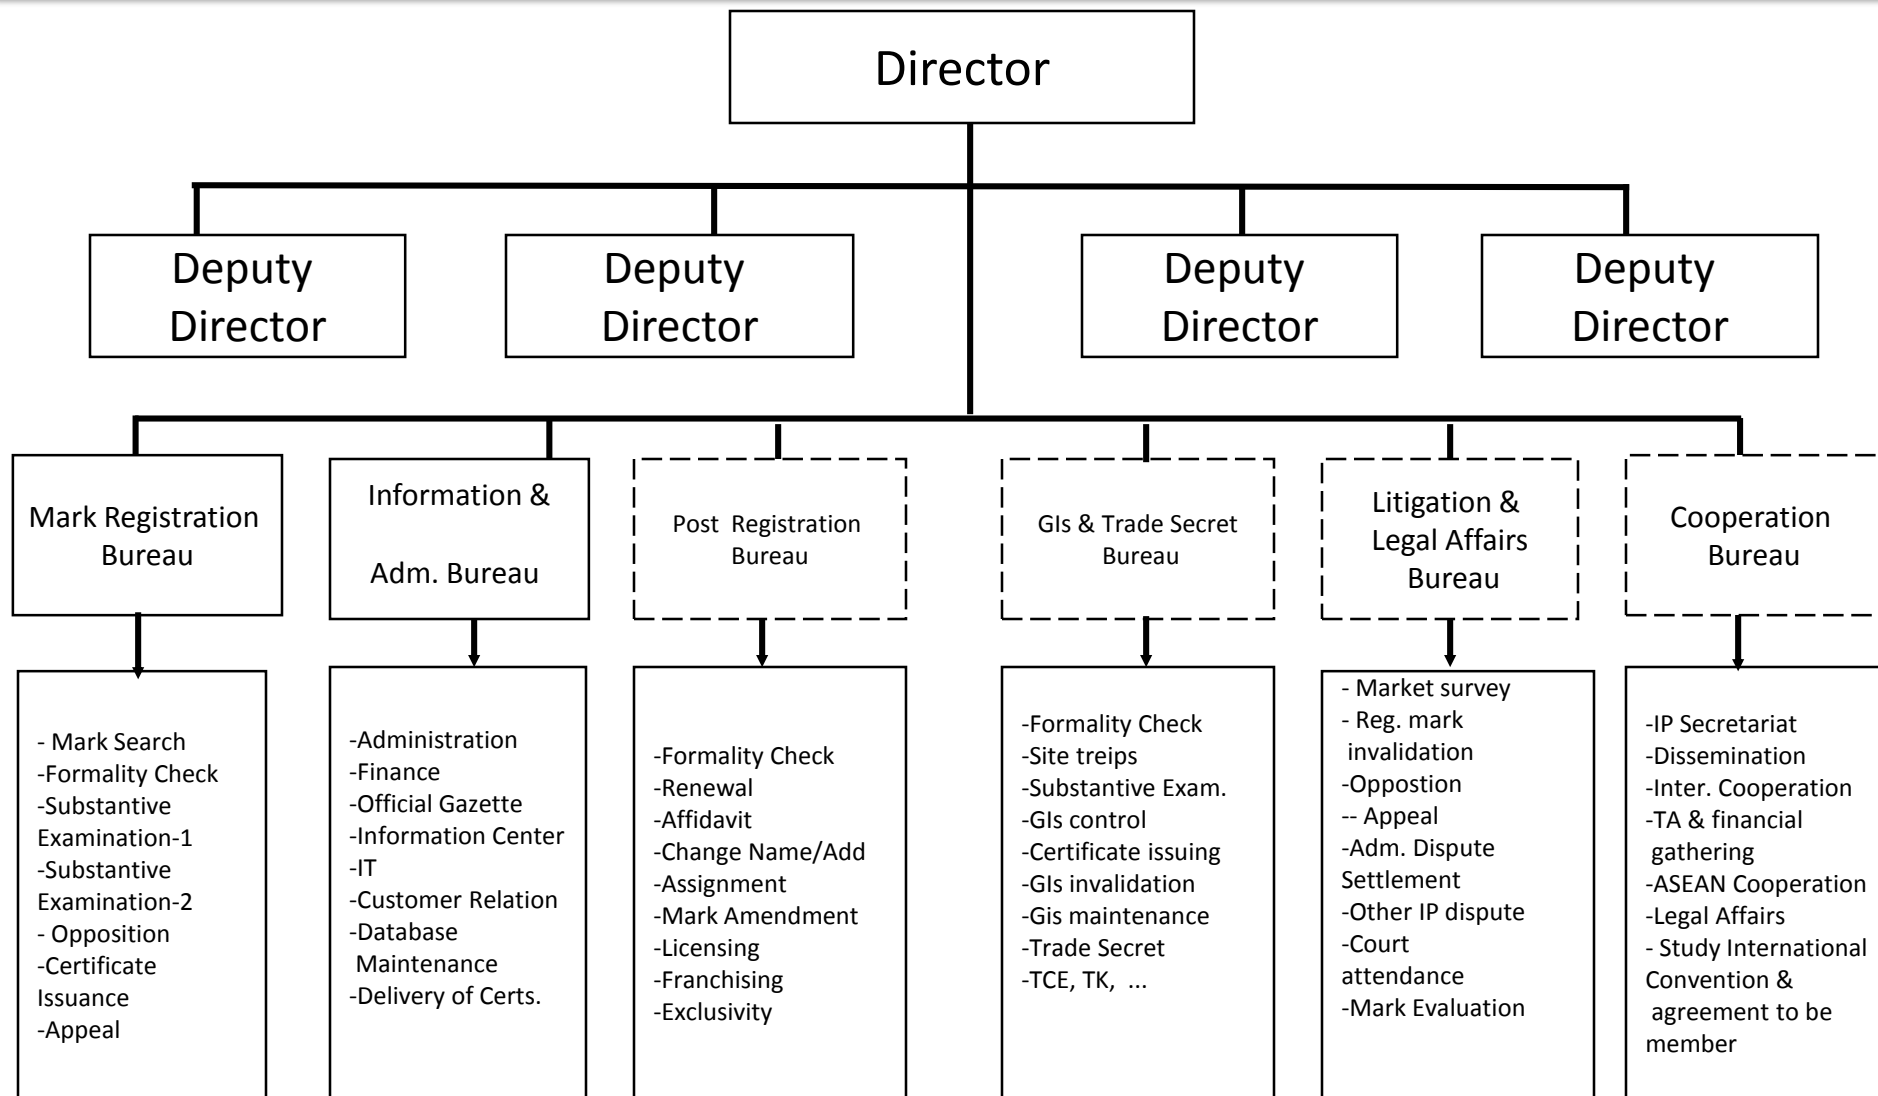 Director
Deputy
Director
Deputy
Director
Deputy
Director
Deputy
Director
Mark Registration
Bureau
Information &
Adm. Bureau
Post Registration
Bureau
GIs & Trade Secret
Bureau
Litigation &
Legal Affairs
Bureau
Cooperation
Bureau
- Mark Search
-Formality Check
-Substantive
Examination-1
-Substantive
Examination-2
- Opposition
-Certificate
Issuance
-Appeal
-Administration
-Finance
-Official Gazette
-Information Center
-IT
-Customer Relation
-Database
Maintenance
-Delivery of Certs.
-Formality Check
-Renewal
-Affidavit
-Change Name/Add
-Assignment
-Mark Amendment
-Licensing
-Franchising
-Exclusivity
-Formality Check
-Site treips
-Substantive Exam.
-GIs control
-Certificate issuing
-GIs invalidation
-Gis maintenance
-Trade Secret
-TCE, TK, ...
- Market survey
- Reg. mark
invalidation
-Oppostion
-- Appeal
-Adm. Dispute
Settlement
-Other IP dispute
-Court
attendance
-Mark Evaluation
-IP Secretariat
-Dissemination
-Inter. Cooperation
-TA & financial
gathering
-ASEAN Cooperation
-Legal Affairs
- Study International
Convention &
agreement to be
member